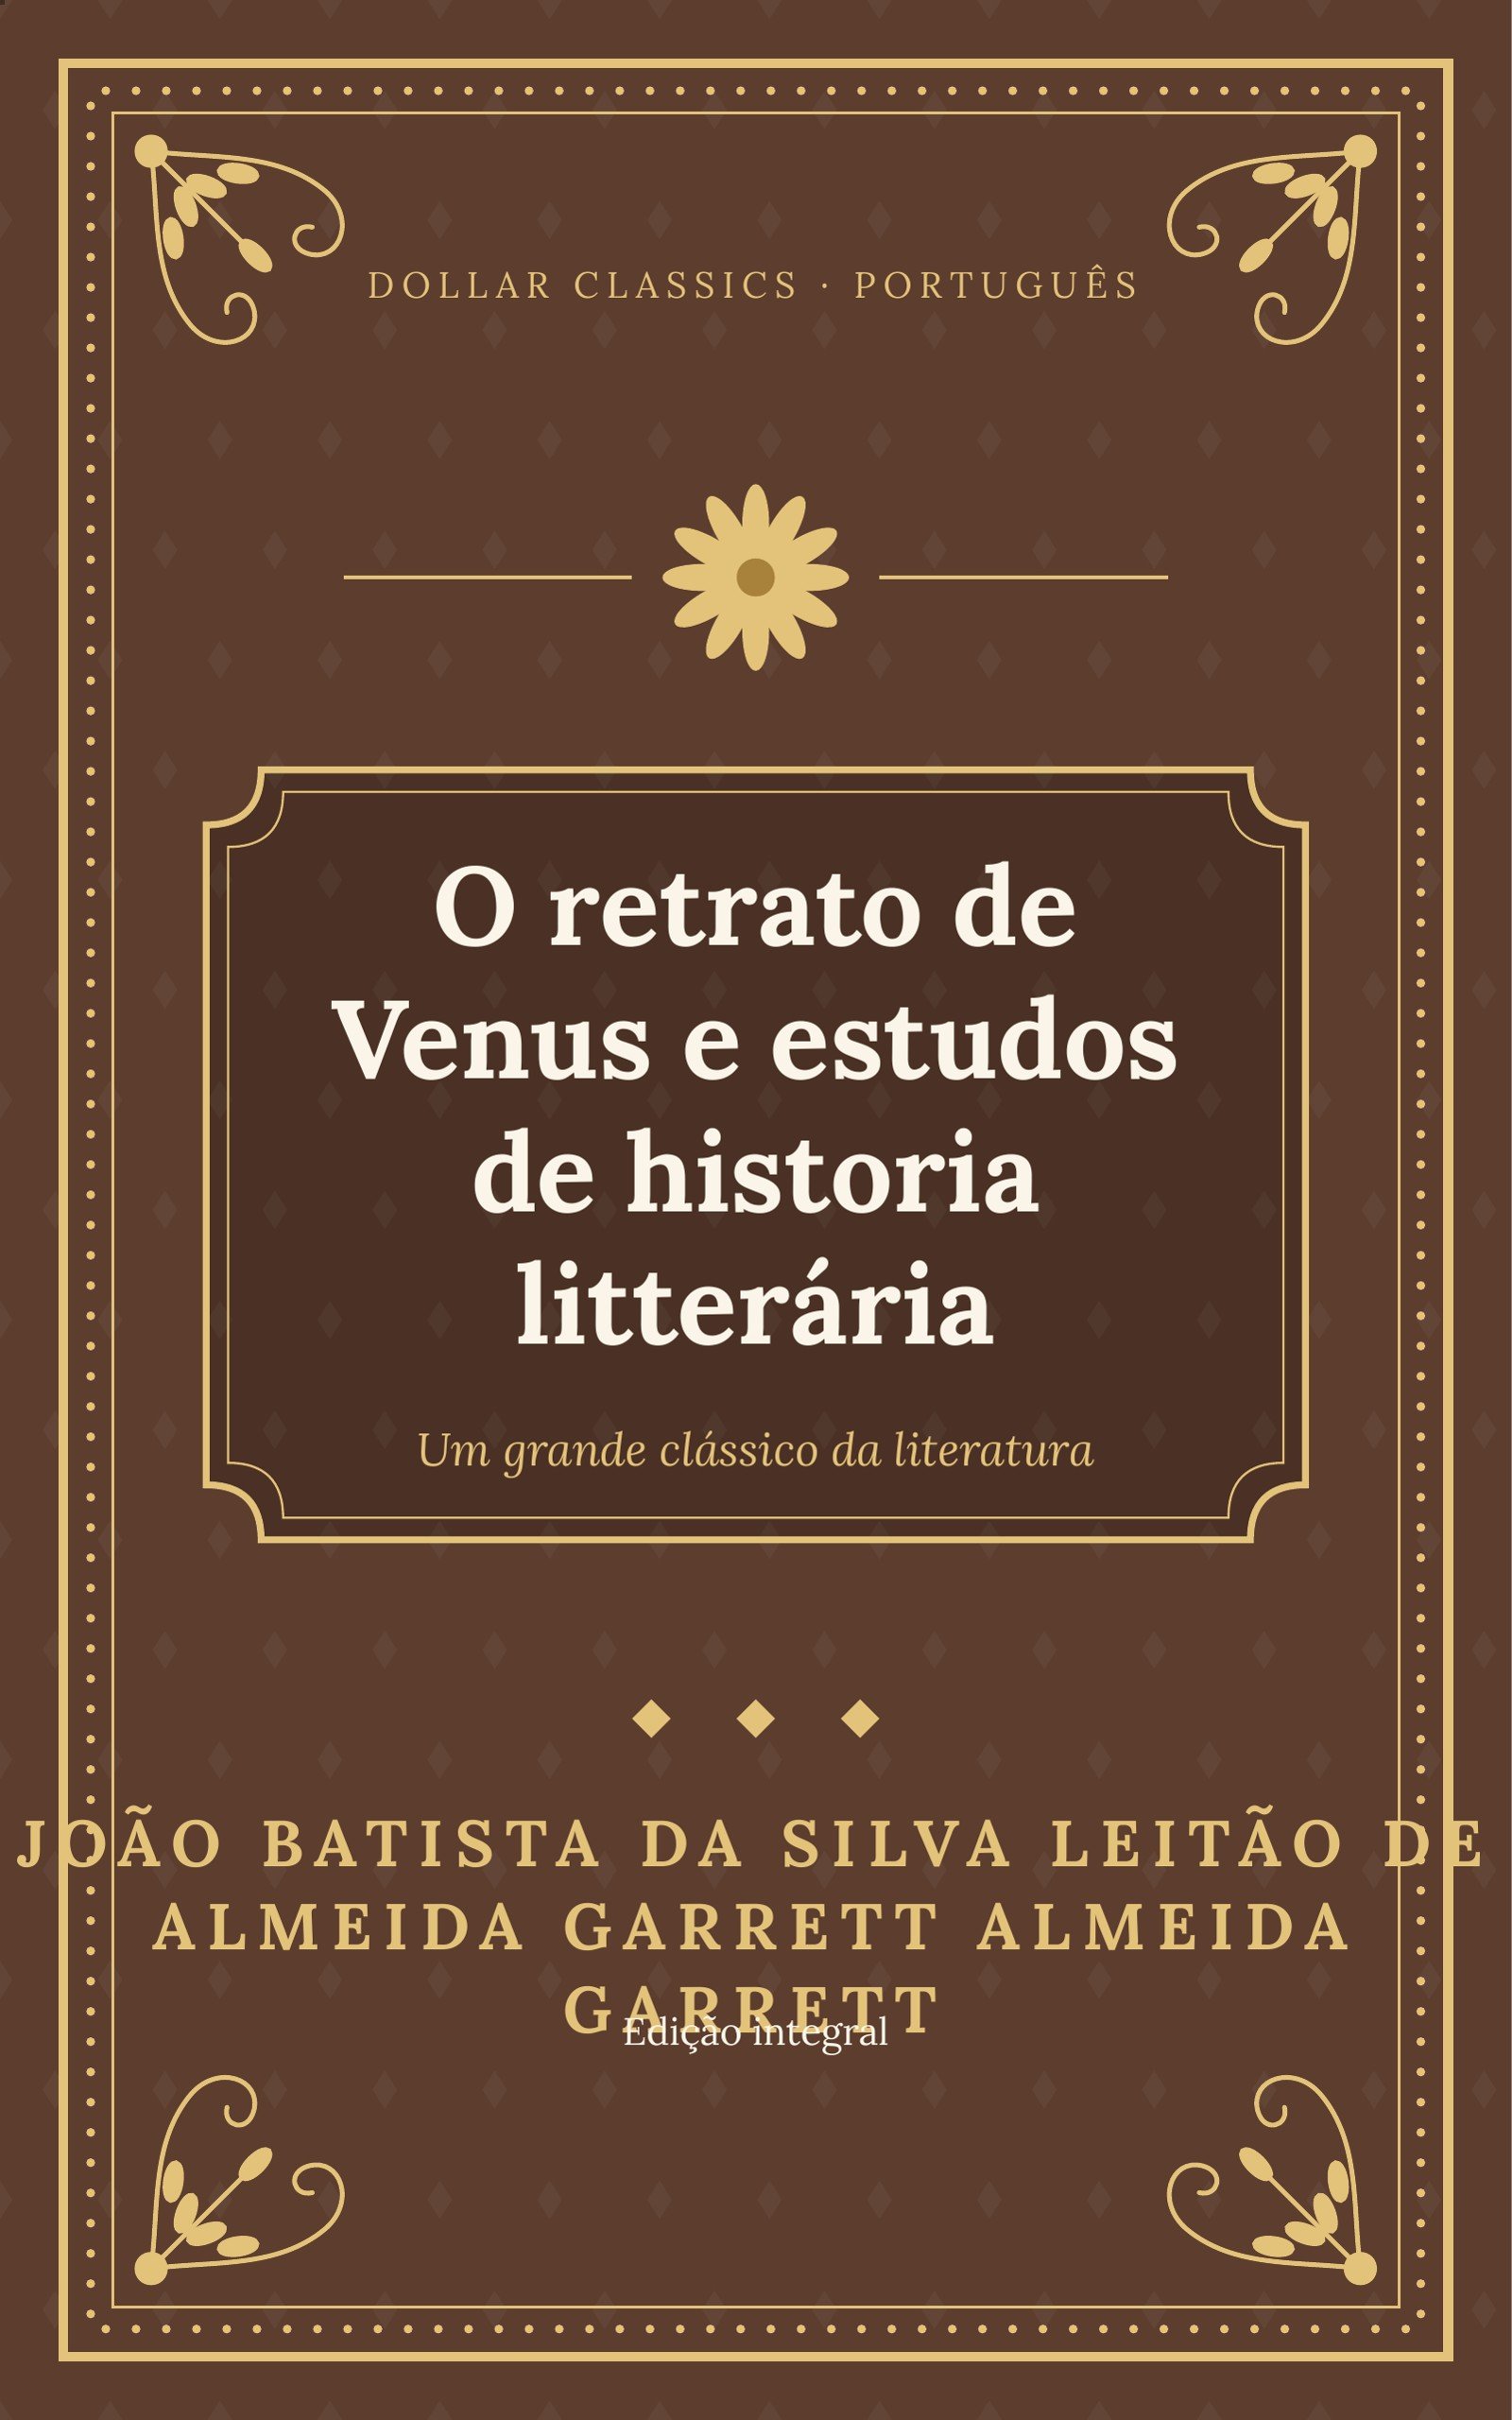 DOLLAR CLASSICS · PORTUGUÊS
O retrato de
Venus e estudos
de historia
litterária
Um grande clássico da literatura
JOÃO BATISTA DA SILVA LEITÃO DE
ALMEIDA GARRETT ALMEIDA
GARRETT
Edição integral